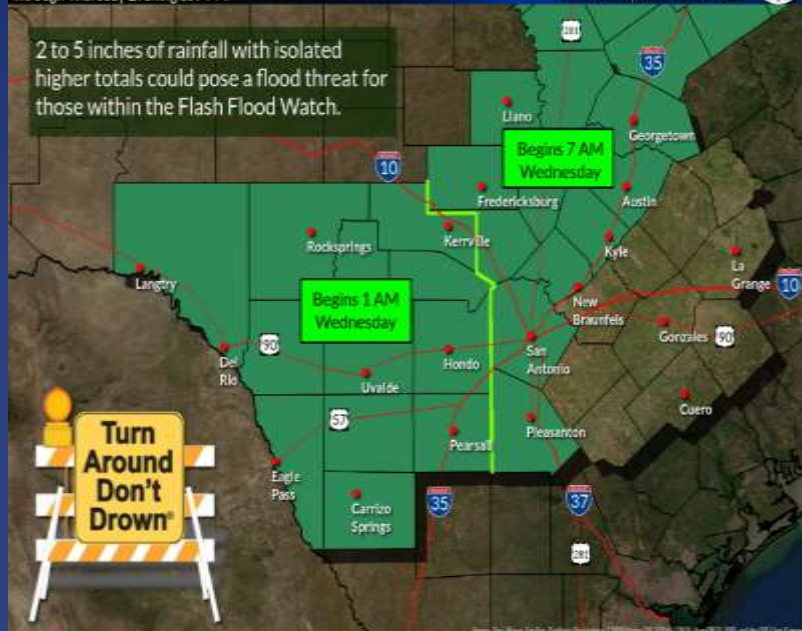 2 to 5 inches of rainfall with isolated
higher totals could pose a flood threat for
those within the Flash Flood Watch.
281
35
Llano
Georgetown
Begins 7 AM
Wednesday
10
Fredericksburg
Austin
Rocksprings
Kerrville
Kyle
La
Grange
Langtry
10
Begins 1 AM
Wednesday
New
Braunfels
90
Del
Rio
Hondo
San
Antonio
Gonzales
90
Uvalde
Cuero
57
Pearsall
Pleasanton
Turn
Around
Don't
Drown®
Eagle
Pass
Carrizo
Springs
35
37
281